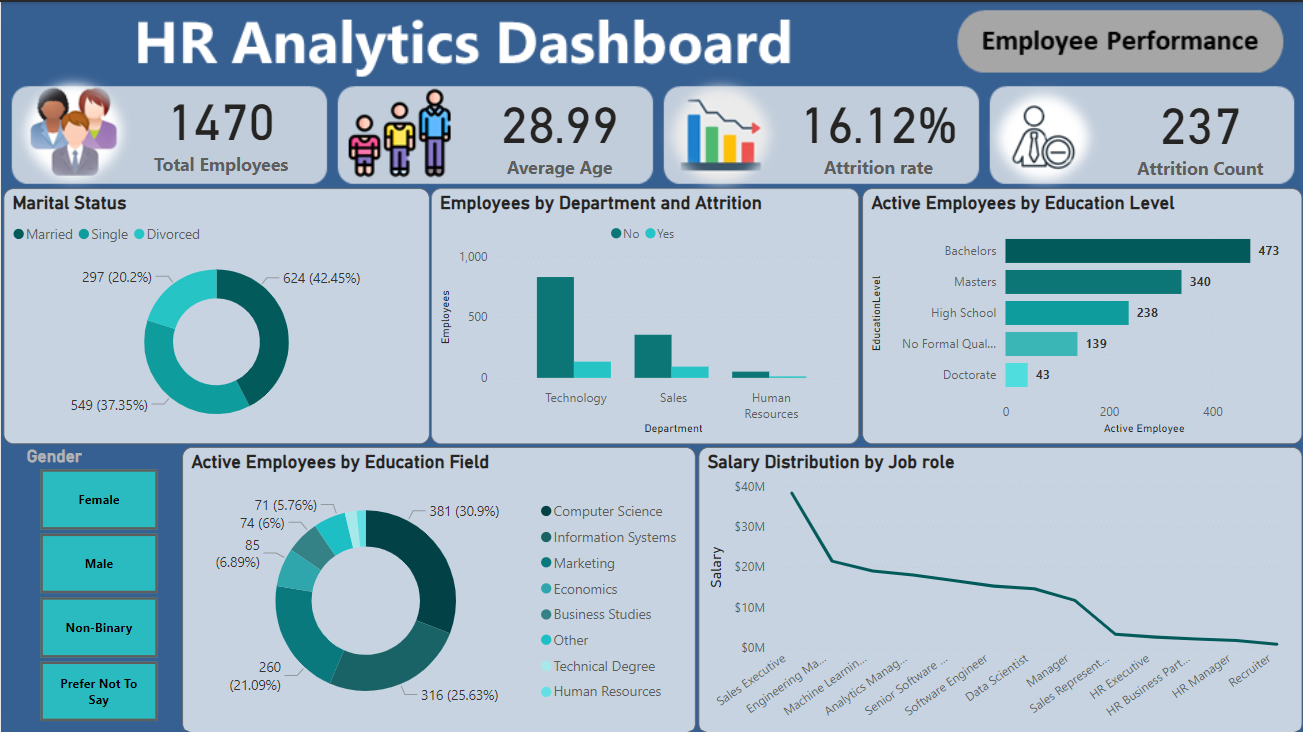 HR Analytics Dashboard
Employee Performance
1470
Total Employees
28.99
Average Age
16.12%
Attrition rate
237
Attrition Count
Marital Status
Married Single Divorced
297 (20.2%)
624 (42.45%)
549 (37.35%)
Employees by Department and Attrition
No Yes
1,000
500
0
Employees
Technology
Sales
Human
Resources
Department
Active Employees by Education Level
EducationLevel
Bachelors 473
Masters 340
High School 238
No Formal Qual... 139
Doctorate 43
0 200 400
Active Employee
Gender
Female
Male
Non-Binary
Prefer Not To
Say
Active Employees by Education Field
71 (5.76%)
74 (6%)
85
(6.89%)
260
(21.09%)
381 (30.9%)
316 (25.63%)
Computer Science
Information Systems
Marketing
Economics
Business Studies
Other
Technical Degree
Human Resources
Salary Distribution by Job role
Salary
$40M
$30M
$20M
$10M
$0M
Sales Executive
Engineering Ma...
Machine Learnin...
Analytics Manag...
Senior Software ...
Software Engineer
Data Scientist
Manager
Sales Represent...
HR Executive
HR Business Part...
HR Manager
Recruiter